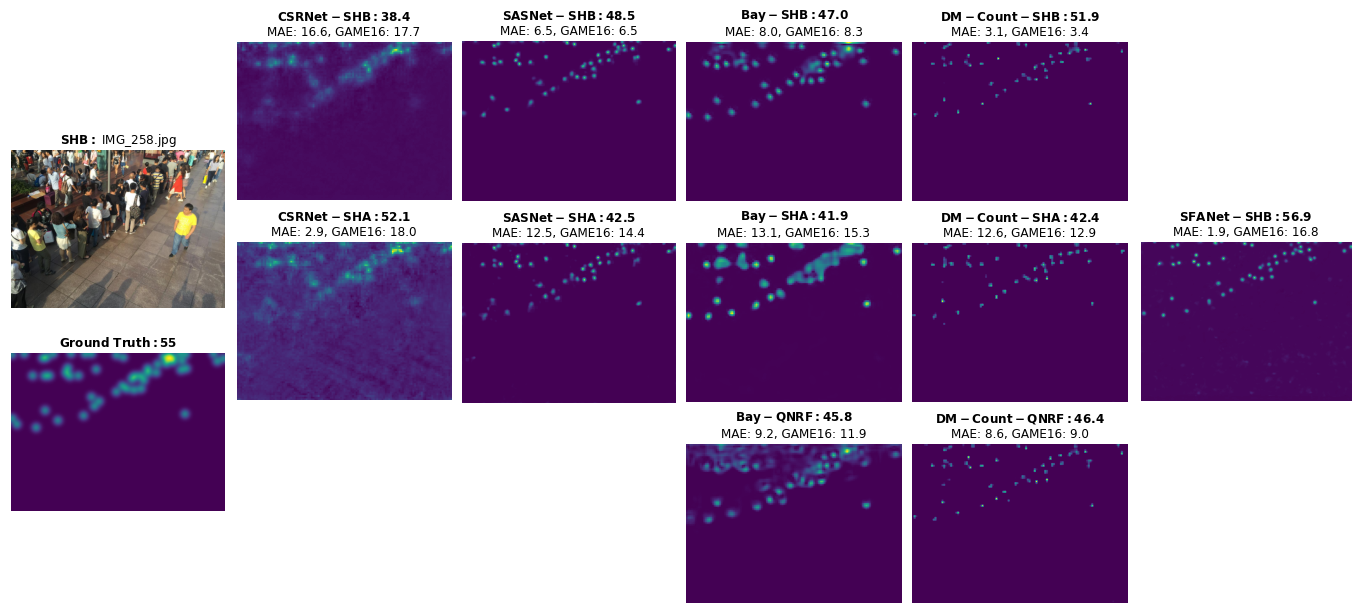 CSRNet − SHB: 38.4
MAE: 16.6, GAME16: 17.7
SASNet − SHB: 48.5
MAE: 6.5, GAME16: 6.5
Bay − SHB: 47.0
MAE: 8.0, GAME16: 8.3
DM − Count − SHB: 51.9
MAE: 3.1, GAME16: 3.4
SHB: IMG_258.jpg
CSRNet − SHA: 52.1
MAE: 2.9, GAME16: 18.0
SASNet − SHA: 42.5
MAE: 12.5, GAME16: 14.4
Bay − SHA: 41.9
MAE: 13.1, GAME16: 15.3
DM − Count − SHA: 42.4
MAE: 12.6, GAME16: 12.9
SFANet − SHB: 56.9
MAE: 1.9, GAME16: 16.8
Ground Truth: 55
Bay − QNRF: 45.8
MAE: 9.2, GAME16: 11.9
DM − Count − QNRF: 46.4
MAE: 8.6, GAME16: 9.0